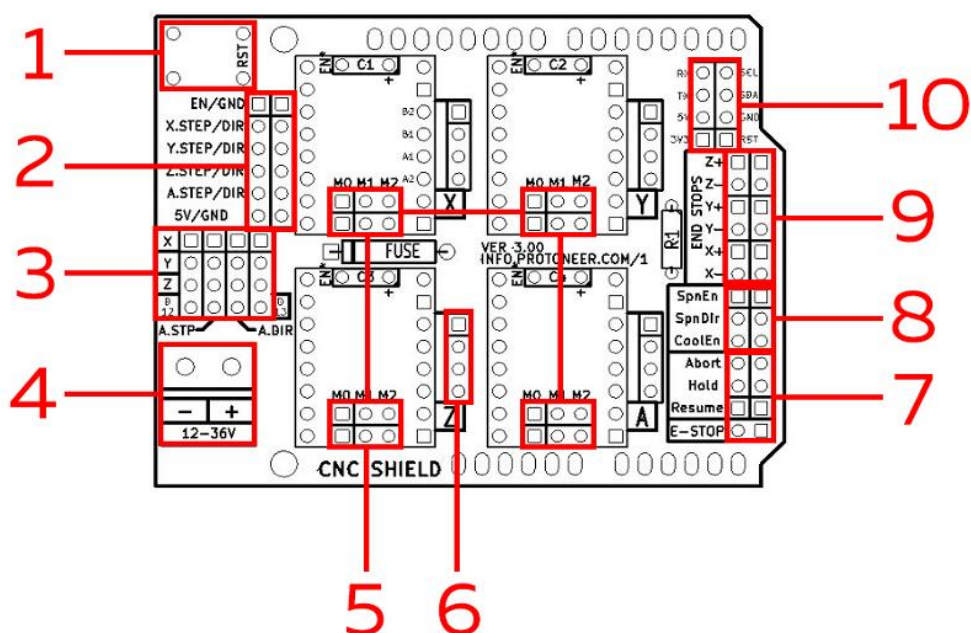 1
RST
EN*
C1
+
EN*
C2
+
RX
SCL
10
EN/GND
TX
SDA
X.STEP/DIR
B2
5V
GND
2
Y.STEP/DIR
B1
3V3
RST
Z.STEP/DIR
A1
Z+
A.STEP/DIR
A2
Z-
5V/GND
M0 M1 M2
M0 M1 M2
END STOPS
Y+
9
X
Y
Y-
3
X
FUSE
VER 3.00
R1
X+
Y
INFO.PROTONEER.COM/1
X-
Z
EN*
C3
+
EN*
C4
+
D
12
D
13
SpnEn
A.STP
A.DIR
SpnDir
8
CoolEn
4
Abort
- +
M0 M1 M2
M0 M1 M2
Hold
7
12-36V
Z
A
Resume
E-STOP
CNC SHIELD
5
6